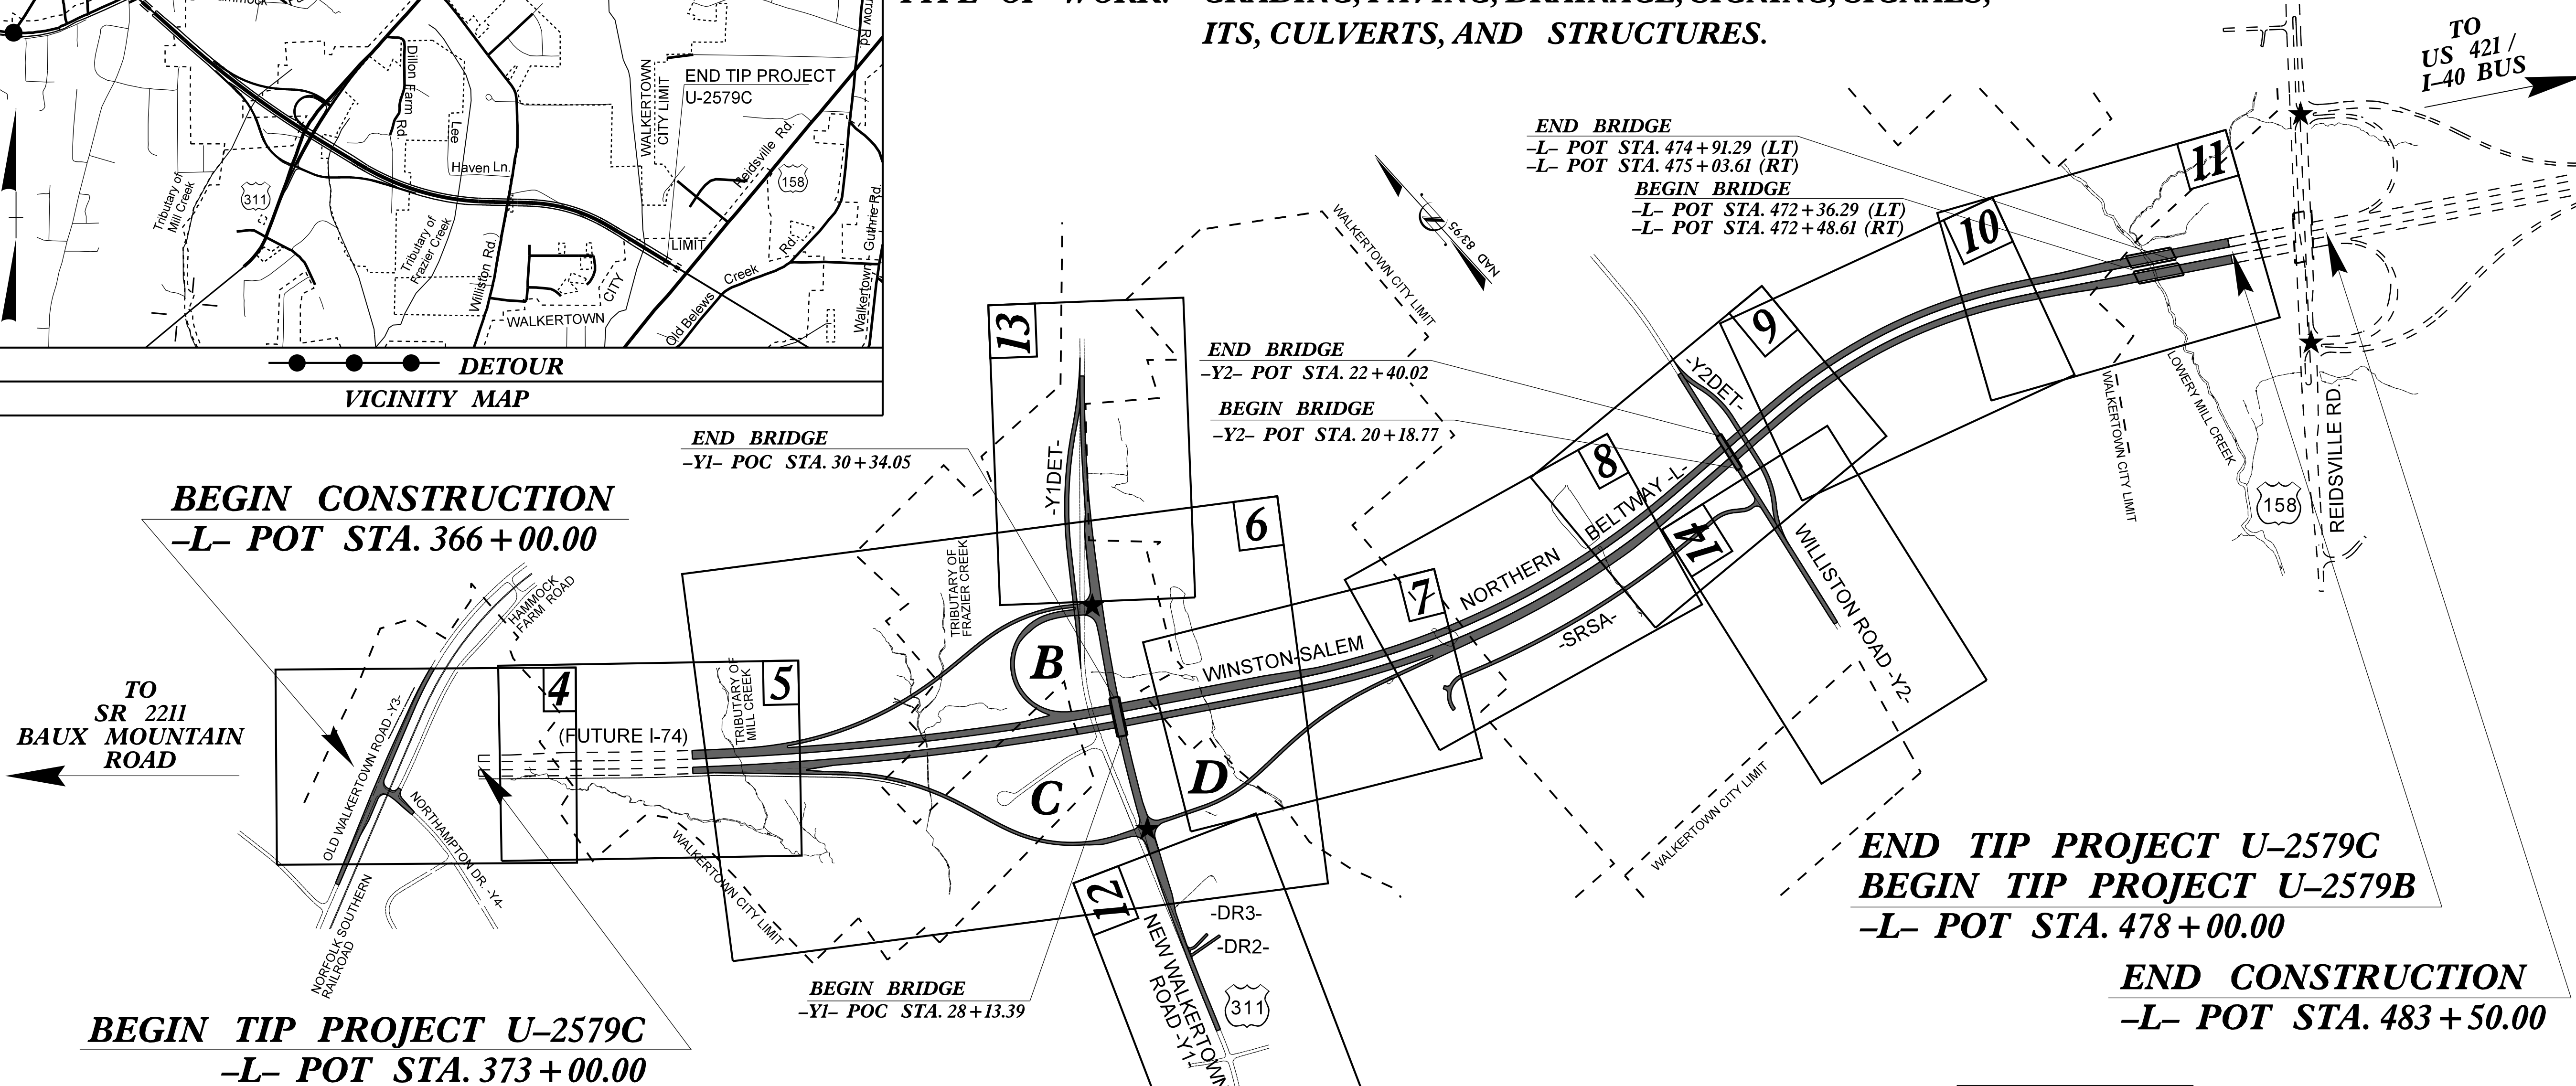 TYPE OF WORK: GRADING, PAVING, DRAINAGE, SIGNING, SIGNALS,
ITS, CULVERTS, AND STRUCTURES.
Dillon Farm Rd.
Lee
Haven Ln.
WALKERTOWN
CITY LIMIT
END TIP PROJECT
U-2579C
Reidsville Rd.
158
311
Tributary of
Mill Creek
Tributary of
Frazier Creek
Williston Rd.
WALKERTOWN
CITY
LIMIT
Old Belews
Creek
Rd.
Walkertown - Guthrie Rd.
DETOUR
VICINITY MAP
TO
US 421 /
I-40 BUS
END BRIDGE
-L- POT STA. 474+91.29 (LT)
-L- POT STA. 475+03.61 (RT)
BEGIN BRIDGE
-L- POT STA. 472+36.29 (LT)
-L- POT STA. 472+48.61 (RT)
NAD 83/95
WALKERTOWN CITY LIMIT
END BRIDGE
-Y2- POT STA. 22+40.02
BEGIN BRIDGE
-Y2- POT STA. 20+18.77
END BRIDGE
-Y1- POC STA. 30+34.05
BEGIN CONSTRUCTION
-L- POT STA. 366+00.00
HAMMOCK
FARM ROAD
TO
SR 2211
BAUX MOUNTAIN
ROAD
OLD WALKERTOWN ROAD -Y3-
NORTHAMPTON DR. -Y4-
NORFOLK SOUTHERN
RAILROAD
4
5
(FUTURE I-74)
TRIBUTARY OF
MILL CREEK
TRIBUTARY OF
FRAZIER CREEK
WALKERTOWN CITY LIMIT
13
-Y1DET-
6
B
C
D
12
7
WINSTON-SALEM
NORTHERN
BELTWAY -L-
8
14
-SRSA-
9
-Y2DET-
WILLISTON ROAD -Y2-
10
11
LOWERY MILL CREEK
WALKERTOWN CITY LIMIT
158
REIDSVILLE RD.
WALKERTOWN CITY LIMIT
-DR3-
-DR2-
NEW WALKERTOWN
ROAD -Y1-
311
BEGIN BRIDGE
-Y1- POC STA. 28+13.39
BEGIN TIP PROJECT U-2579C
-L- POT STA. 373+00.00
END TIP PROJECT U-2579C
BEGIN TIP PROJECT U-2579B
-L- POT STA. 478+00.00
END CONSTRUCTION
-L- POT STA. 483+50.00